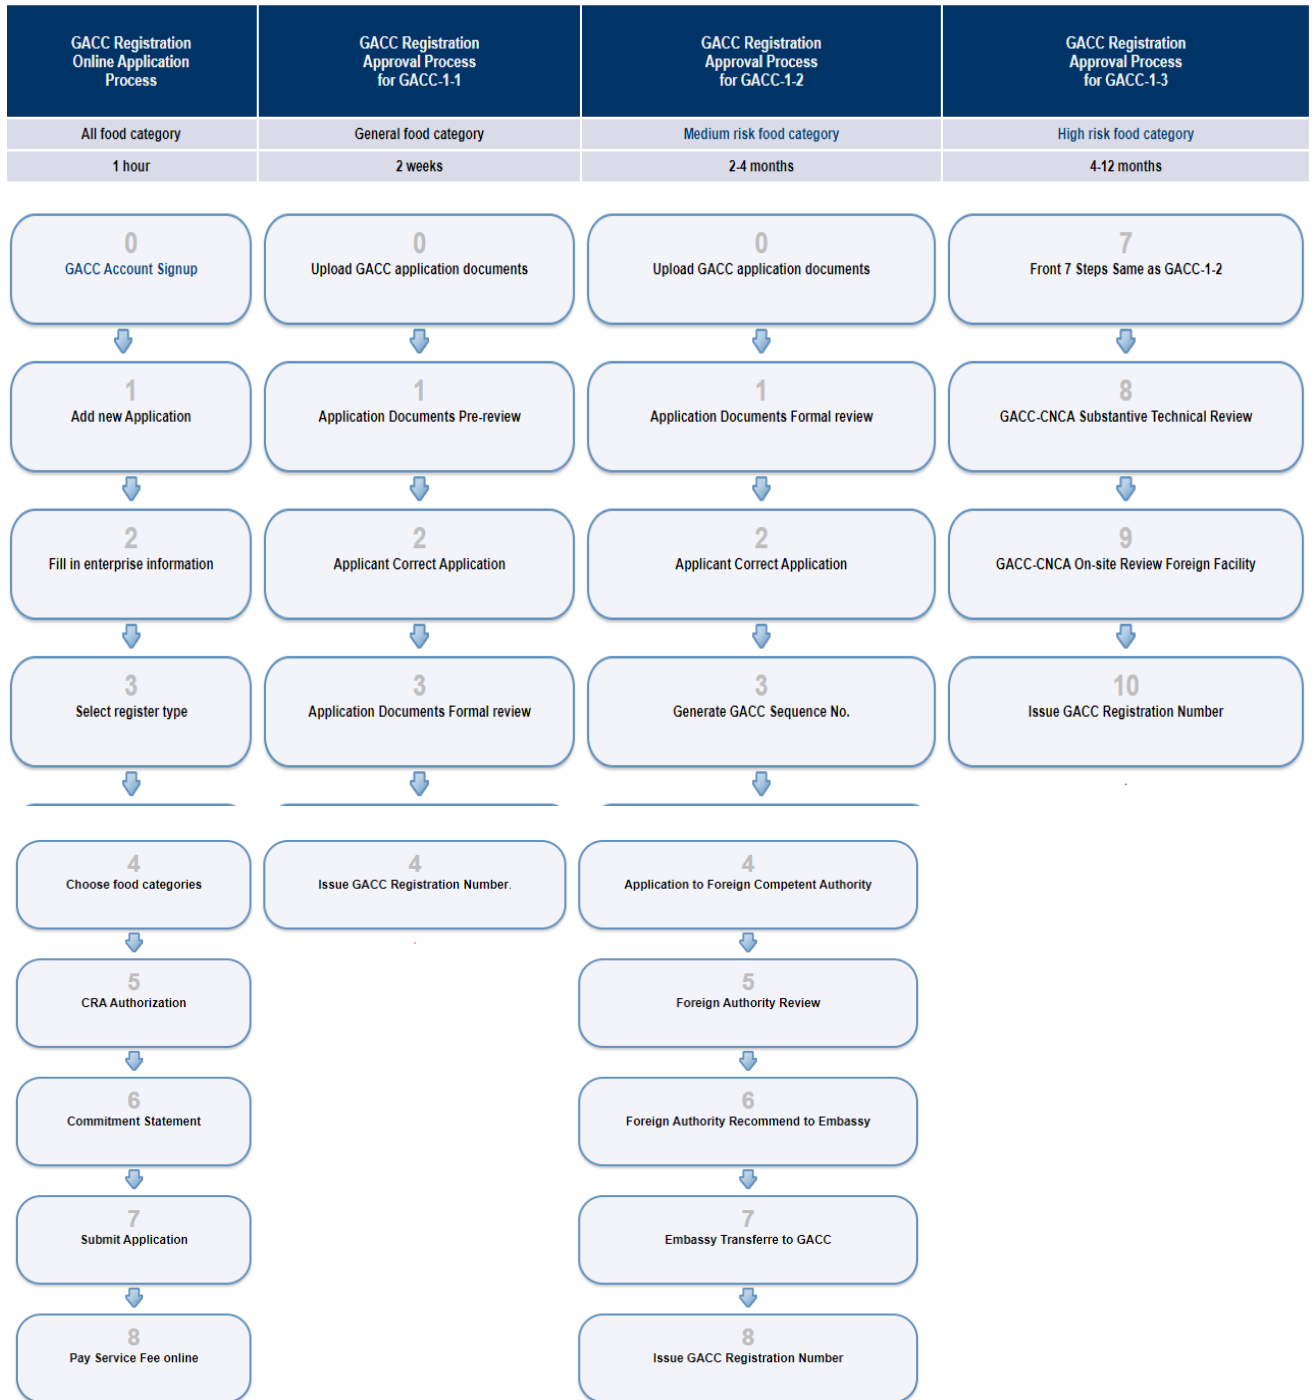 GACC Registration
Online Application
Process
GACC Registration
Approval Process
for GACC-1-1
GACC Registration
Approval Process
for GACC-1-2
GACC Registration
Approval Process
for GACC-1-3
All food category
General food category
Medium risk food category
High risk food category
1 hour
2 weeks
2-4 months
4-12 months
0
GACC Account Signup
0
Upload GACC application documents
0
Upload GACC application documents
7
Front 7 Steps Same as GACC-1-2
1
Add new Application
1
Application Documents Pre-review
1
Application Documents Formal review
8
GACC-CNCA Substantive Technical Review
2
Fill in enterprise information
2
Applicant Correct Application
2
Applicant Correct Application
9
GACC-CNCA On-site Review Foreign Facility
3
Select register type
3
Application Documents Formal review
3
Generate GACC Sequence No.
10
Issue GACC Registration Number
.
4
Choose food categories
4
Issue GACC Registration Number.
.
4
Application to Foreign Competent Authority
5
CRA Authorization
5
Foreign Authority Review
6
Commitment Statement
6
Foreign Authority Recommend to Embassy
7
Submit Application
7
Embassy Transferre to GACC
8
Pay Service Fee online
8
Issue GACC Registration Number